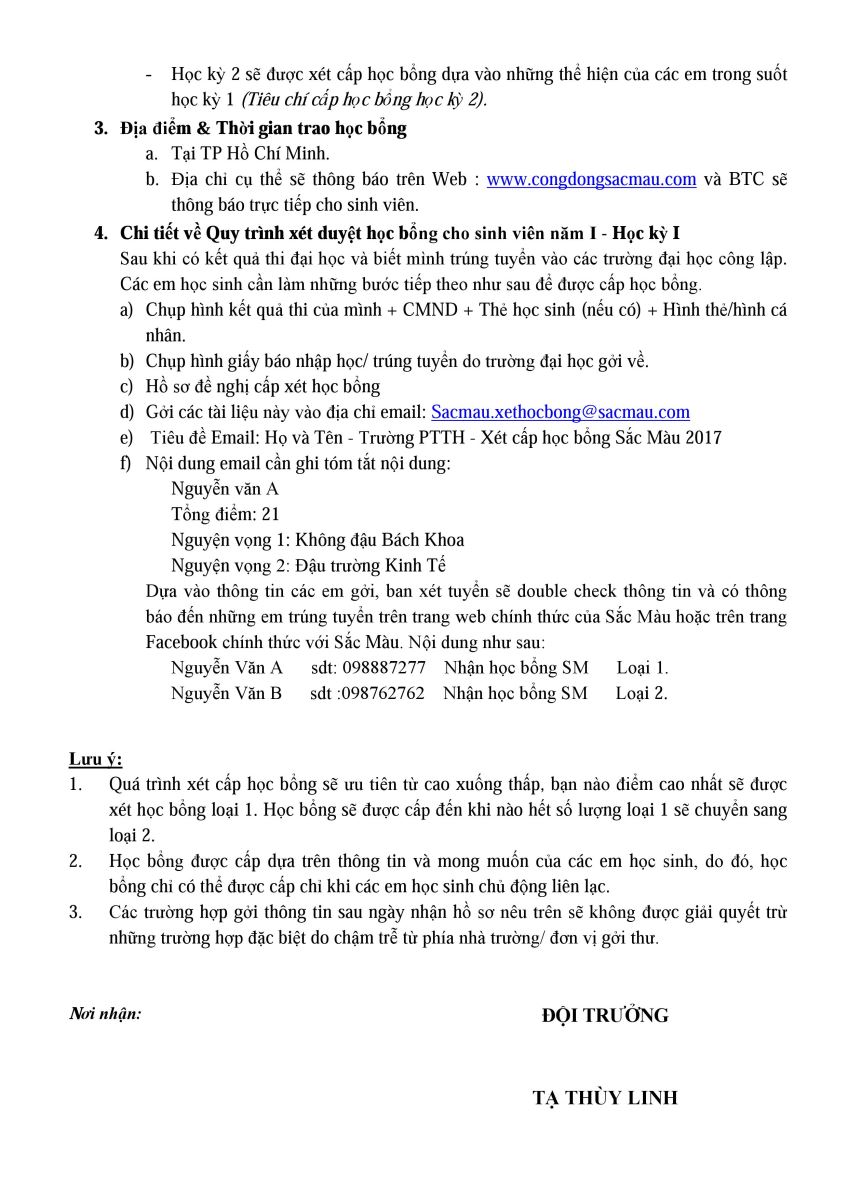 - Học kỳ 2 sẽ được xét cấp học bổng dựa vào những thể hiện của các em trong suốt
học kỳ 1 (Tiêu chí cấp học bổng học kỳ 2).
3. Địa điểm & Thời gian trao học bổng
a. Tại TP Hồ Chí Minh.
b. Địa chỉ cụ thể sẽ thông báo trên Web : www.congdongsacmau.com và BTC sẽ
thông báo trực tiếp cho sinh viên.
4. Chi tiết về Quy trình xét duyệt học bổng cho sinh viên năm I - Học kỳ I
Sau khi có kết quả thi đại học và biết mình trúng tuyển vào các trường đại học công lập.
Các em học sinh cần làm những bước tiếp theo như sau để được cấp học bổng.
a) Chụp hình kết quả thi của mình + CMND + Thẻ học sinh (nếu có) + Hình thẻ/hình cá
nhân.
b) Chụp hình giấy báo nhập học/ trúng tuyển do trường đại học gởi về.
c) Hồ sơ đề nghị cấp xét học bổng
d) Gởi các tài liệu này vào địa chỉ email: Sacmau.xethocbong@sacmau.com
e) Tiêu đề Email: Họ và Tên - Trường PTTH - Xét cấp học bổng Sắc Màu 2017
f) Nội dung email cần ghi tóm tắt nội dung:
Nguyễn văn A
Tổng điểm: 21
Nguyện vọng 1: Không đậu Bách Khoa
Nguyện vọng 2: Đậu trường Kinh Tế
Dựa vào thông tin các em gởi, ban xét tuyển sẽ double check thông tin và có thông
báo đến những em trúng tuyển trên trang web chính thức của Sắc Màu hoặc trên trang
Facebook chính thức với Sắc Màu. Nội dung như sau:
Nguyễn Văn A sdt: 098887277 Nhận học bổng SM Loại 1.
Nguyễn Văn B sdt :098762762 Nhận học bổng SM Loại 2.
Lưu ý:
1. Quá trình xét cấp học bổng sẽ ưu tiên từ cao xuống thấp, bạn nào điểm cao nhất sẽ được
xét học bổng loại 1. Học bổng sẽ được cấp đến khi nào hết số lượng loại 1 sẽ chuyển sang
loại 2.
2. Học bổng được cấp dựa trên thông tin và mong muốn của các em học sinh, do đó, học
bổng chỉ có thể được cấp chỉ khi các em học sinh chủ động liên lạc.
3. Các trường hợp gởi thông tin sau ngày nhận hồ sơ nêu trên sẽ không được giải quyết trừ
những trường hợp đặc biệt do chậm trễ từ phía nhà trường/ đơn vị gởi thư.
Nơi nhận: ĐỘI TRƯỞNG
TẠ THÙY LINH